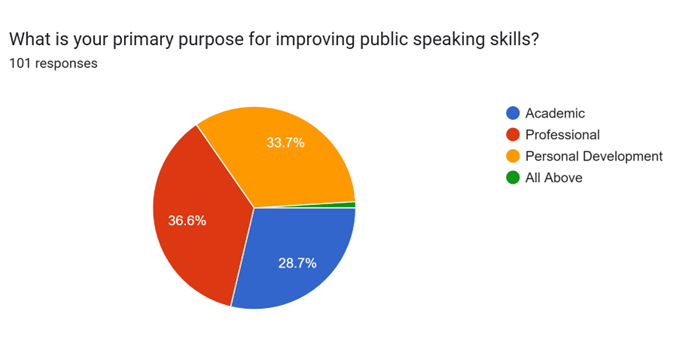 What is your primary purpose for improving public speaking skills?
101 responses
Academic
Professional
Personal Development
All Above
33.7%
36.6%
28.7%